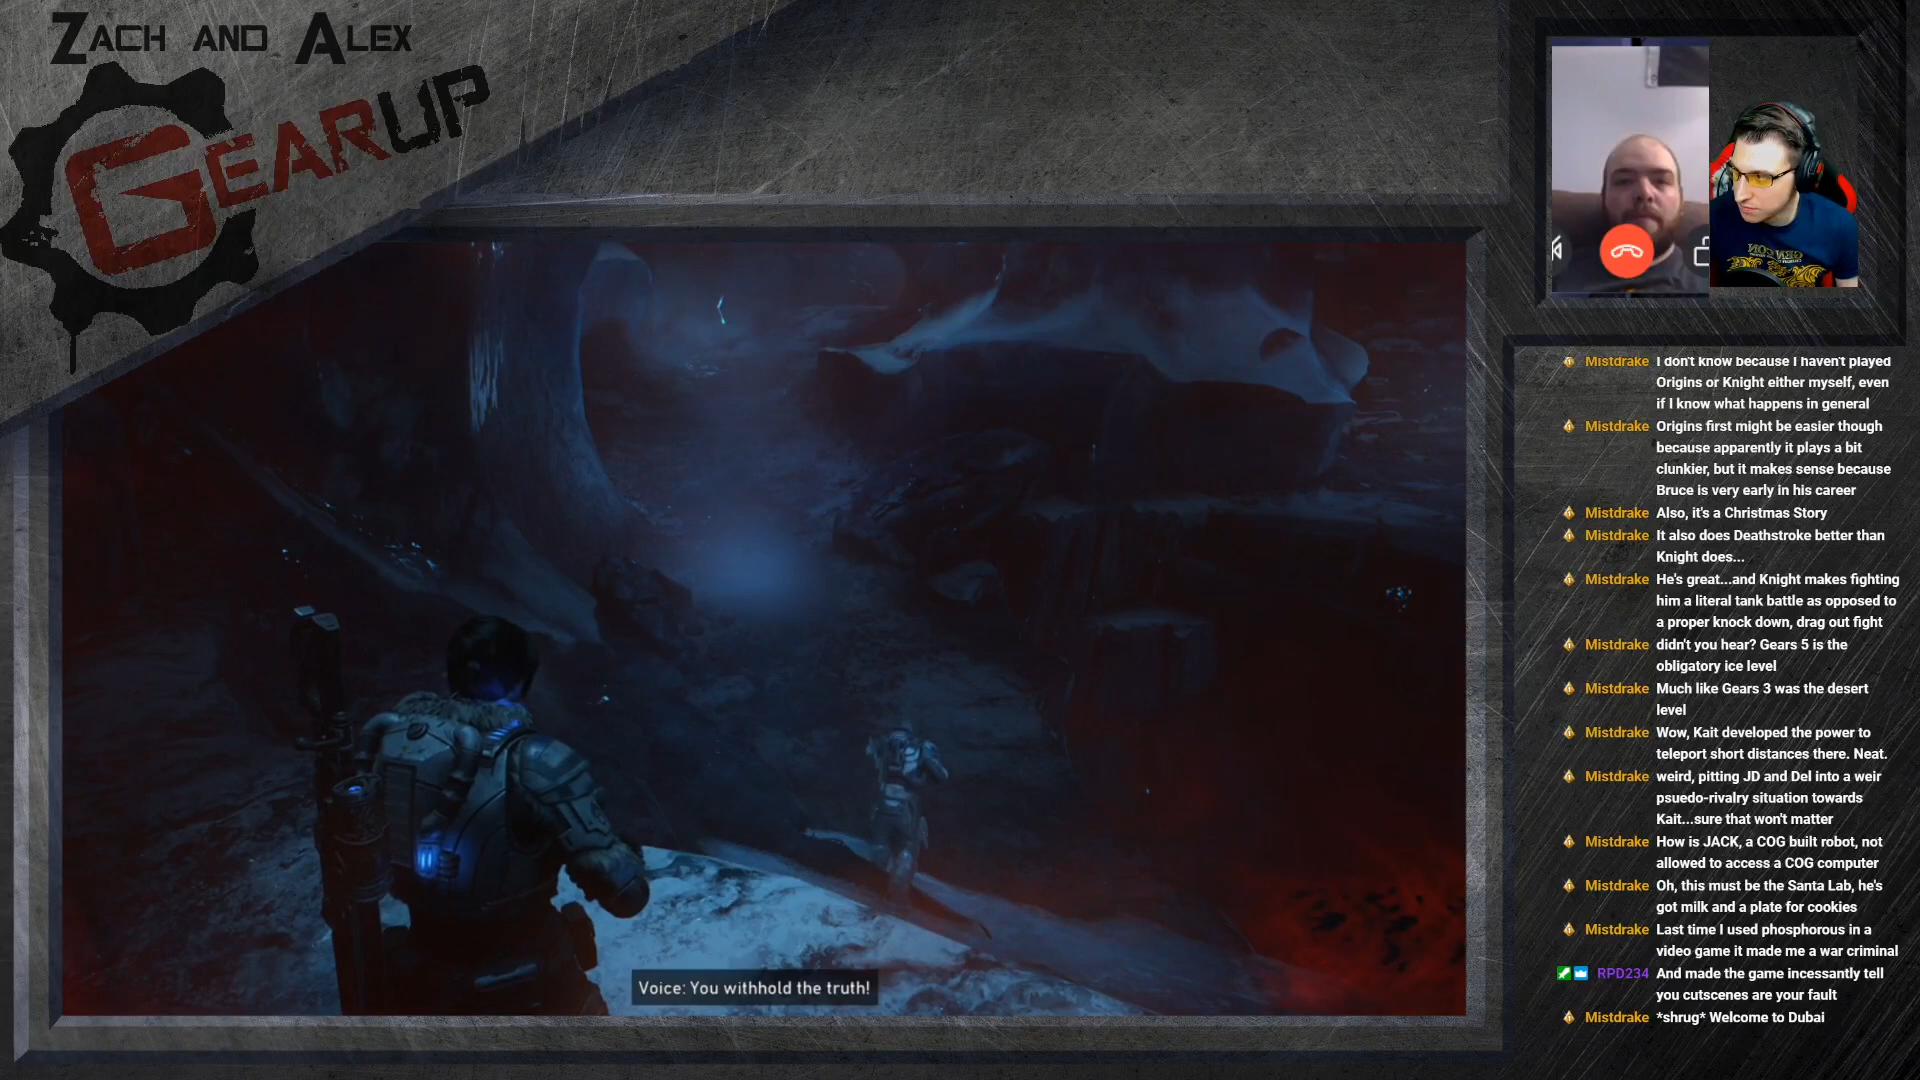 Zach and Alex
GearUp
Mistdrake I don't know because I haven't played
Origins or Knight either myself, even
if I know what happens in general
Mistdrake Origins first might be easier though
because apparently it plays a bit
clunkier, but it makes sense because
Bruce is very early in his career
Mistdrake Also, it's a Christmas Story
Mistdrake It also does Deathstroke better than
Knight does...
Mistdrake He's great...and Knight makes fighting
him a literal tank battle as opposed to
a proper knock down, drag out fight
Mistdrake didn't you hear? Gears 5 is the
obligatory ice level
Mistdrake Much like Gears 3 was the desert
level
Mistdrake Wow, Kait developed the power to
teleport short distances there. Neat.
Mistdrake weird, pitting JD and Del into a weir
psuedo-rivalry situation towards
Kait...sure that won't matter
Mistdrake How is JACK, a COG built robot, not
allowed to access a COG computer
Mistdrake Oh, this must be the Santa Lab, he's
got milk and a plate for cookies
Mistdrake Last time I used phosphorous in a
video game it made me a war criminal
RPD234 And made the game incessantly tell
you cutscenes are your fault
Mistdrake *shrug* Welcome to Dubai
Voice: You withhold the truth!